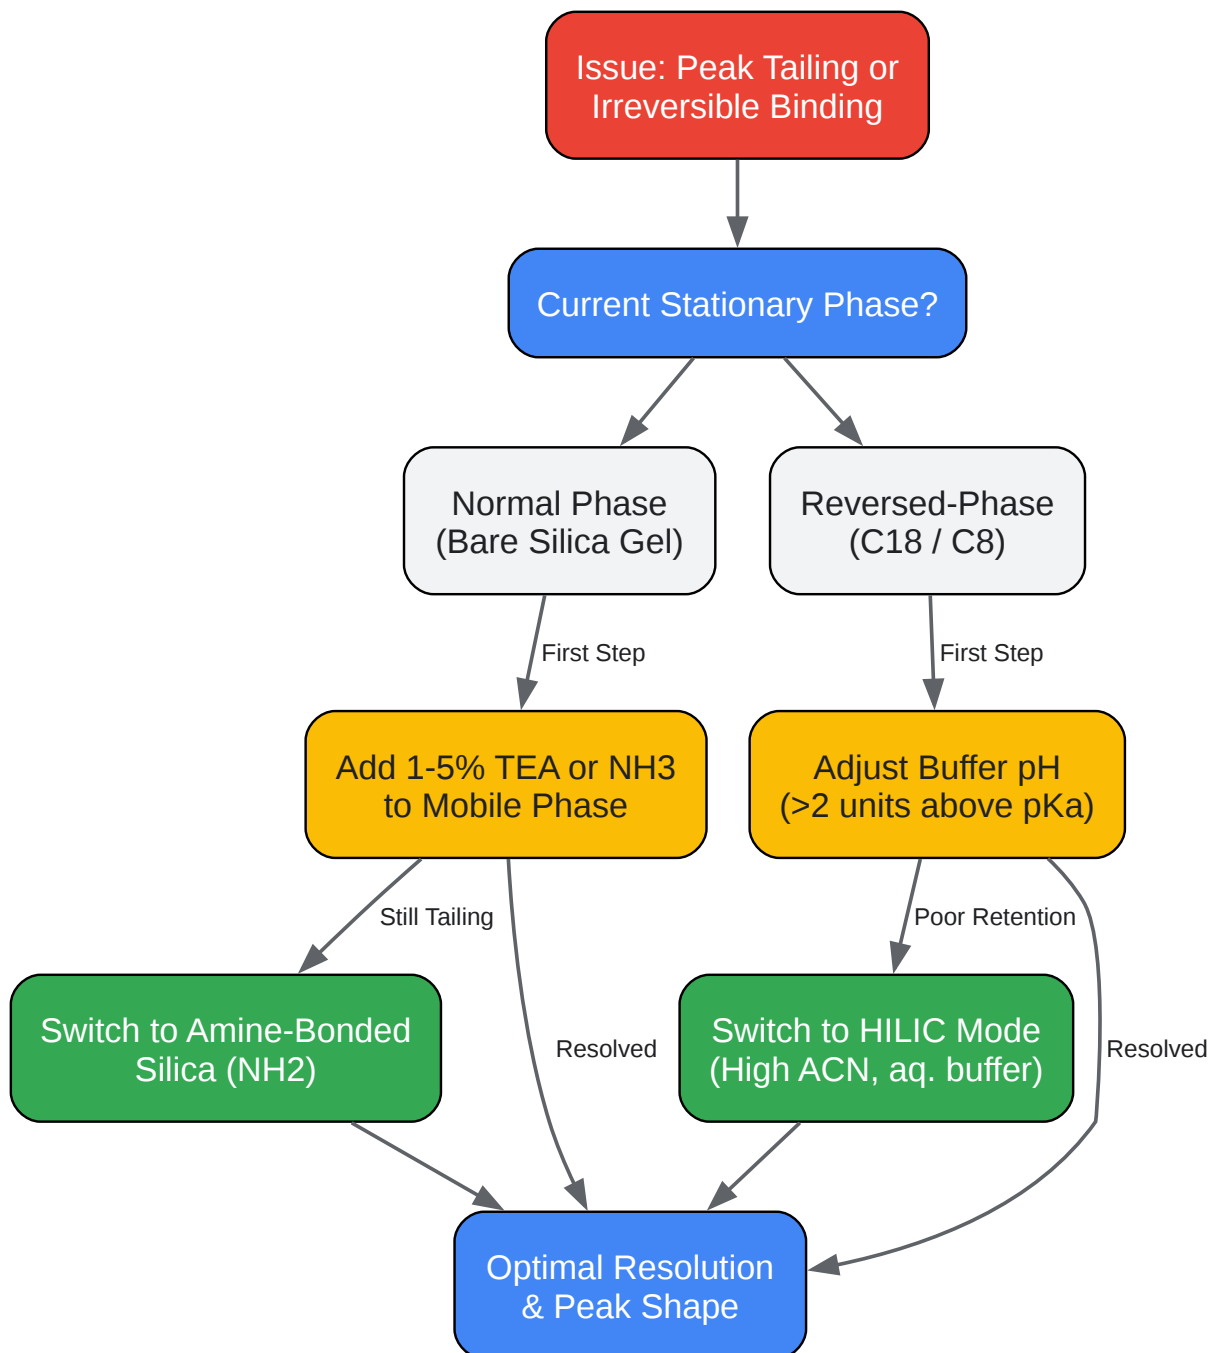 Issue: Peak Tailing or
Irreversible Binding
Current Stationary Phase?
Normal Phase
(Bare Silica Gel)
Reversed-Phase
(C18 / C8)
First Step
First Step
Add 1-5% TEA or NH3
to Mobile Phase
Adjust Buffer pH
(>2 units above pKa)
Still Tailing
Poor Retention
Switch to Amine-Bonded
Silica (NH2)
Resolved
Switch to HILIC Mode
(High ACN, aq. buffer)
Resolved
Optimal Resolution
& Peak Shape